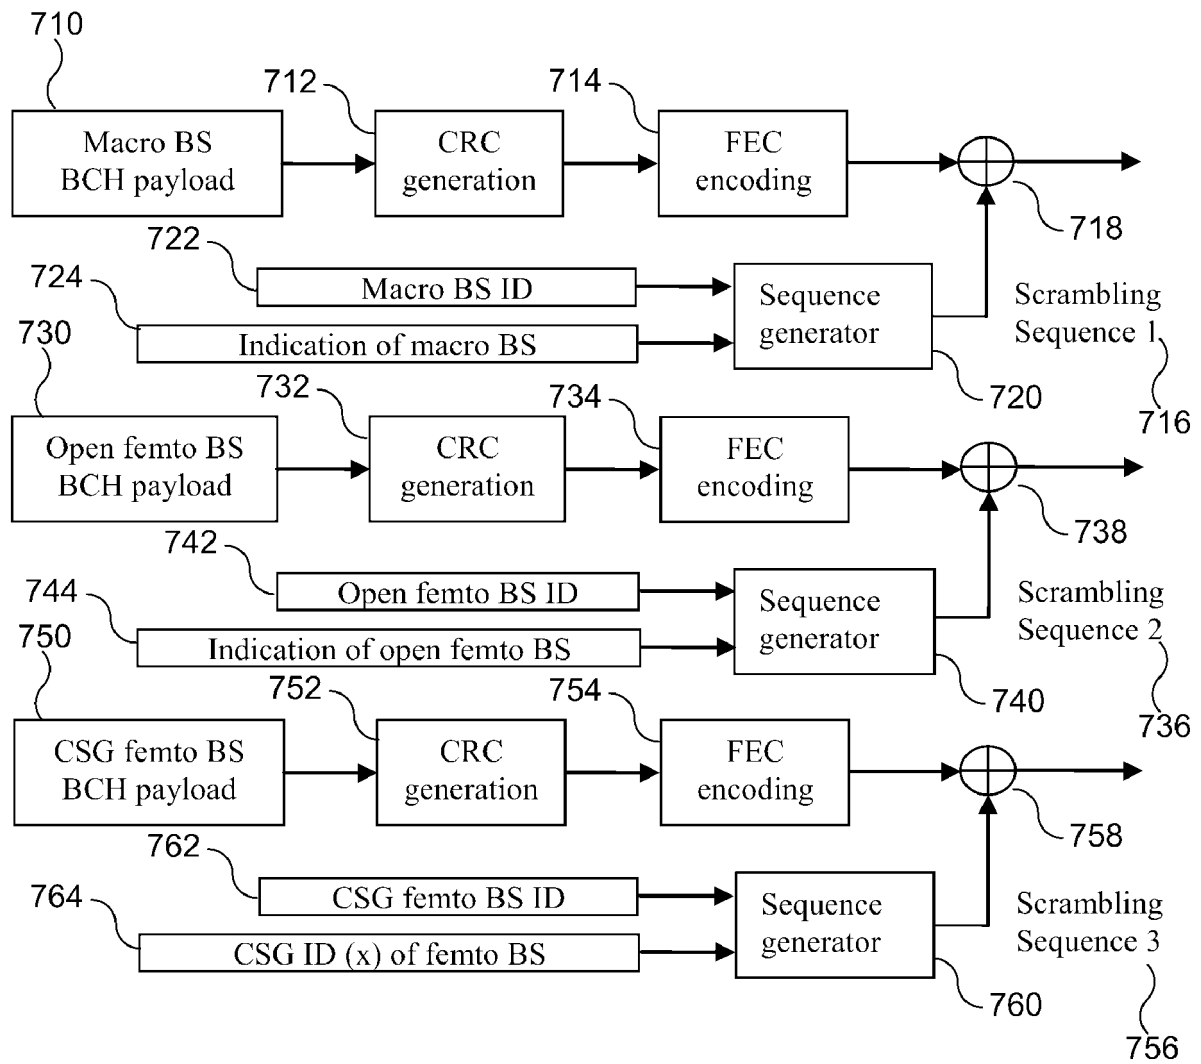 710
712
714
Macro BS
BCH payload
CRC
generation
FEC
encoding
718
722
Macro BS ID
724
Indication of macro BS
Sequence
generator
Scrambling
Sequence 1
720
716
730
732
734
Open femto BS
BCH payload
CRC
generation
FEC
encoding
738
742
Open femto BS ID
744
Indication of open femto BS
Sequence
generator
Scrambling
Sequence 2
740
736
750
752
754
CSG femto BS
BCH payload
CRC
generation
FEC
encoding
758
762
CSG femto BS ID
764
CSG ID (x) of femto BS
Sequence
generator
Scrambling
Sequence 3
760
756